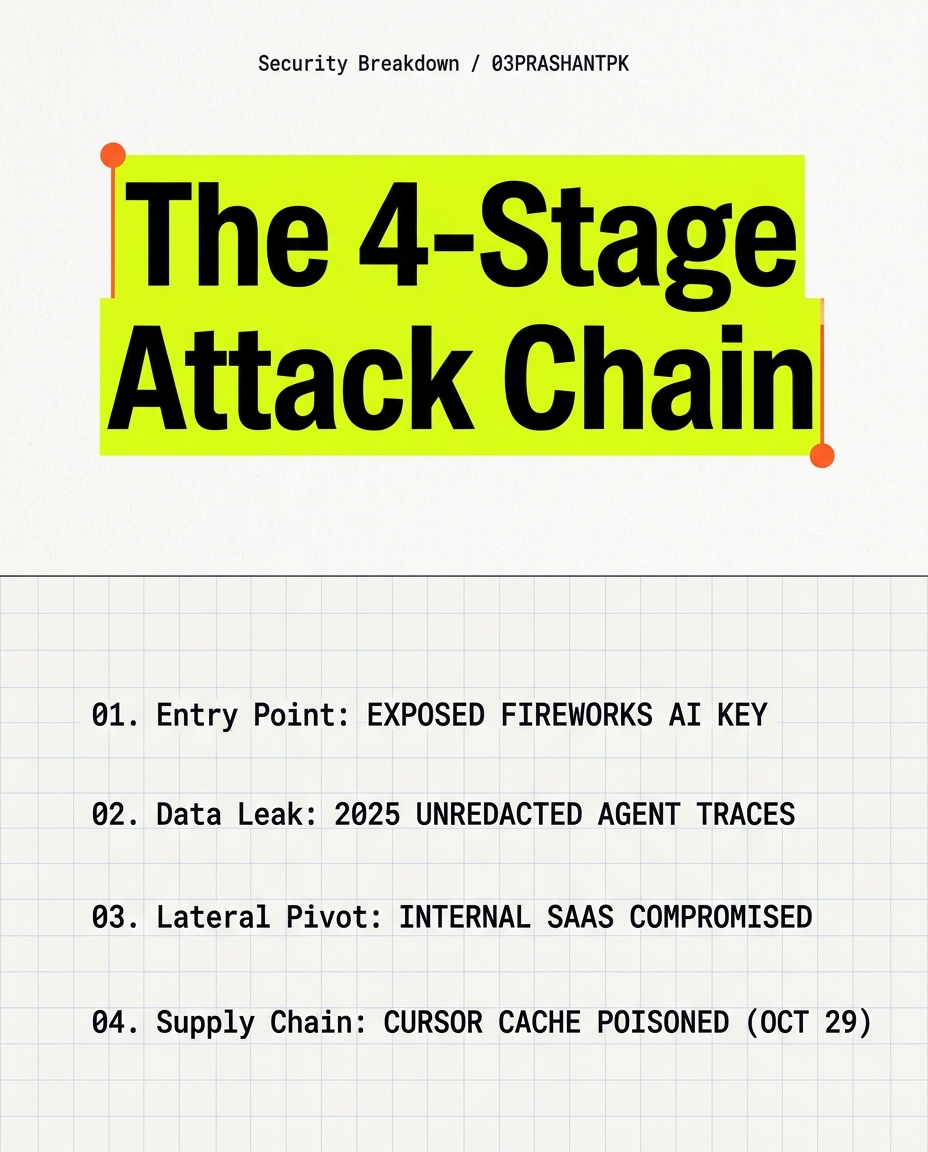 Security Breakdown / 03PRASHANTPK
The 4-Stage
Attack Chain
01. Entry Point: EXPOSED FIREWORKS AI KEY
02. Data Leak: 2025 UNREDACTED AGENT TRACES
03. Lateral Pivot: INTERNAL SAAS COMPROMISED
04. Supply Chain: CURSOR CACHE POISONED (OCT 29)